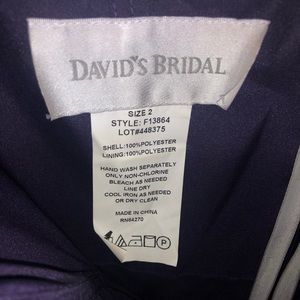 DAVID'S BRIDAL
SIZE 2
STYLE: F13864
LOT#448375
SHELL: 100%POLYESTER
LINING: 100%POLYESTER
HAND WASH SEPARATELY
ONLY NON-CHLORINE
BLEACH AS NEEDED
LINE DRY
COOL IRON AS NEEDED
OR DRY CLEAN
MADE IN CHINA
RN84270
P